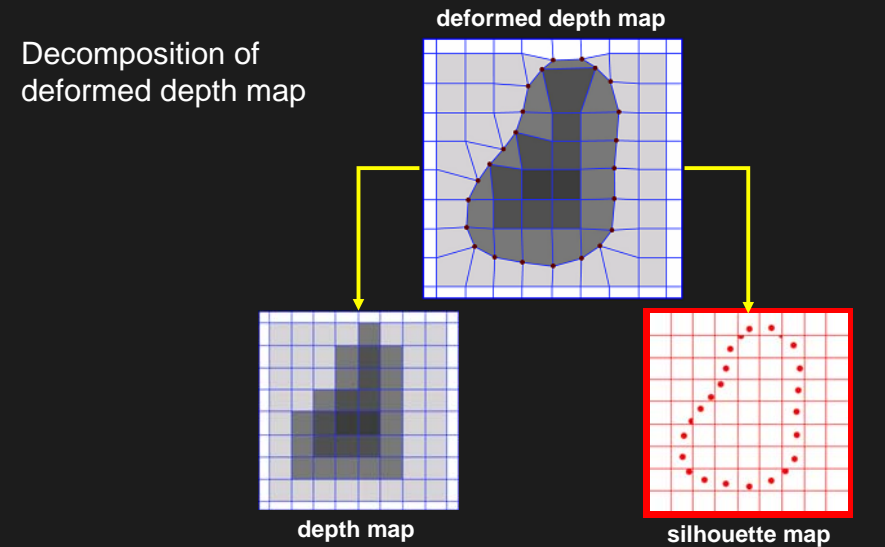 deformed depth map
Decomposition of
deformed depth map
depth map
silhouette map